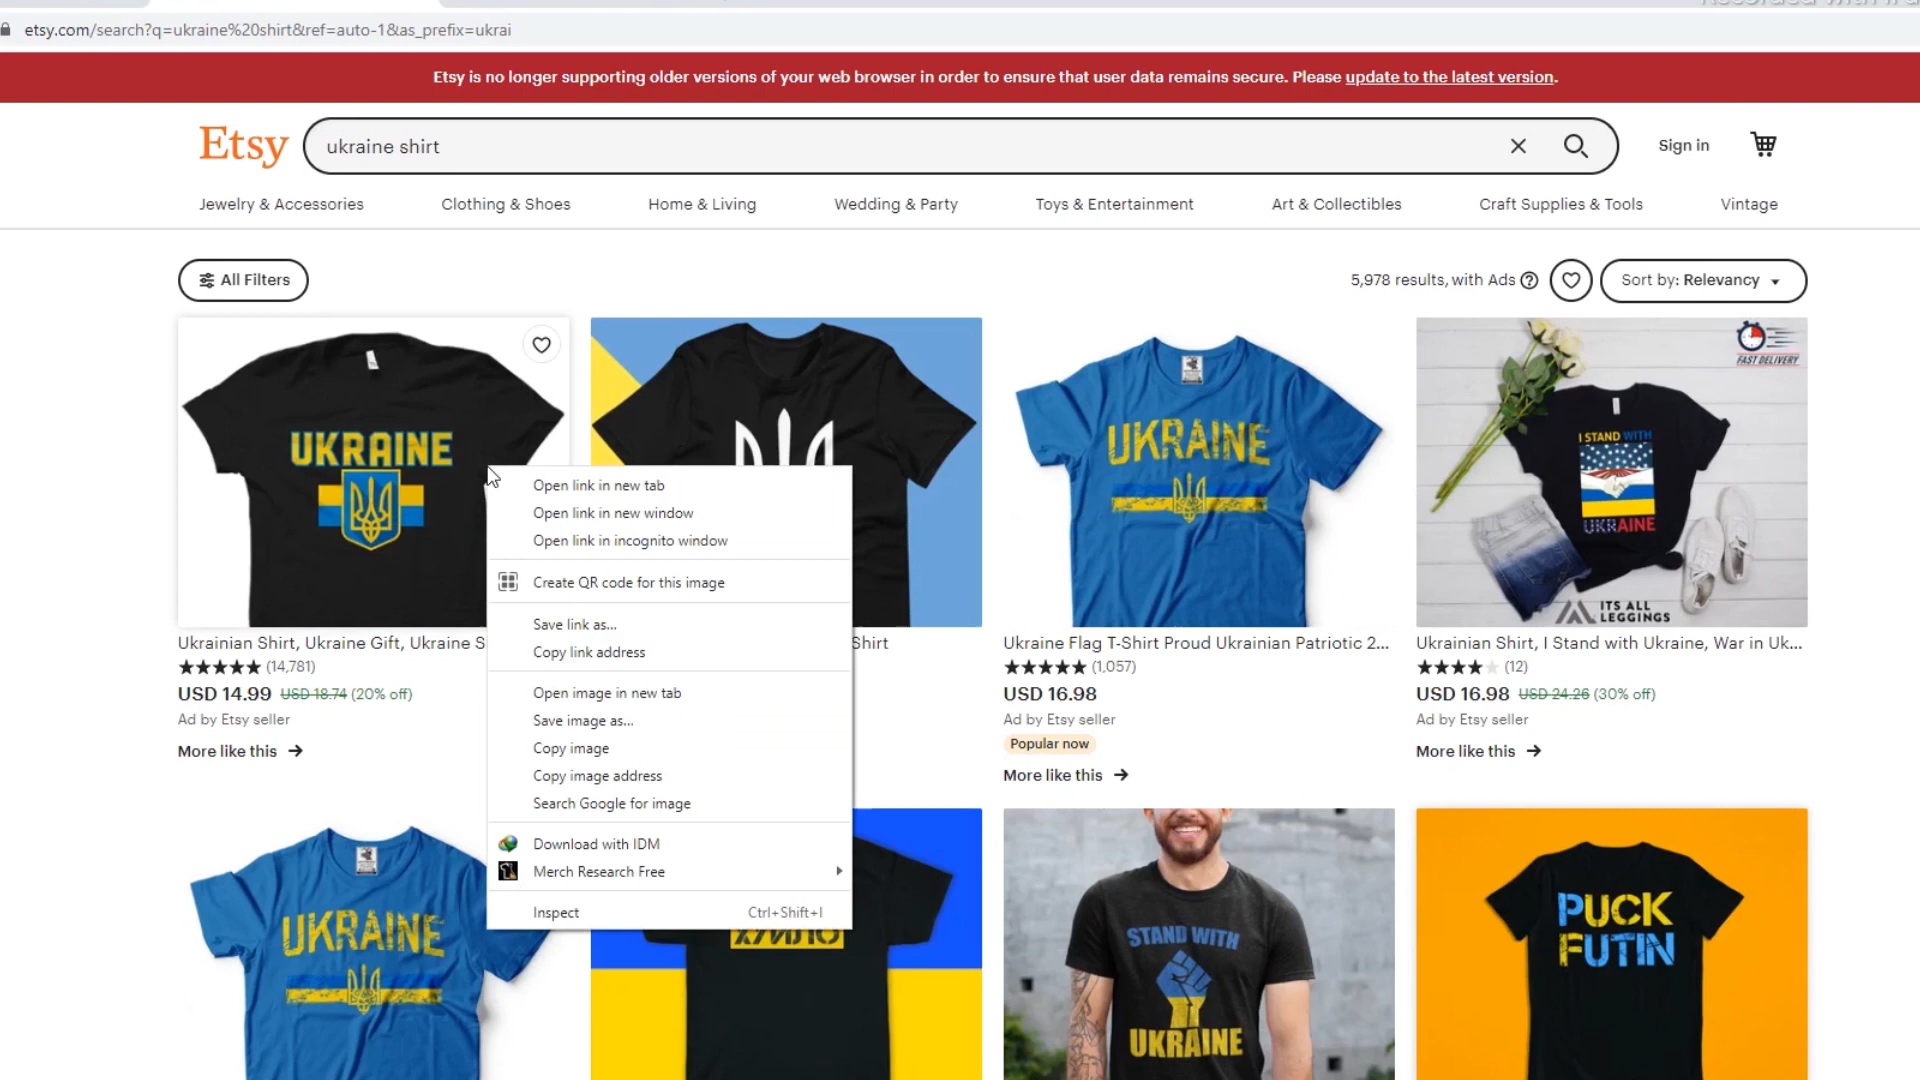 etsy.com/search?q=ukraine%20shirt&ref=auto-1&as_prefix=ukrai
Etsy is no longer supporting older versions of your web browser in order to ensure that user data remains secure. Please update to the latest version.
Etsy
ukraine shirt
Sign in
Jewelry & Accessories
Clothing & Shoes
Home & Living
Wedding & Party
Toys & Entertainment
Art & Collectibles
Craft Supplies & Tools
Vintage
All Filters
5,978 results, with Ads
Sort by: Relevancy
UKRAINE
UKRAINE
FAST DELIVERY
I STAND WITH
UKRAINE
ITS ALL
LEGGINGS
Open link in new tab
Open link in new window
Open link in incognito window
Create QR code for this image
Save link as...
Copy link address
Open image in new tab
Save image as...
Copy image
Copy image address
Search Google for image
Download with IDM
Merch Research Free
Inspect
Ctrl+Shift+I
Ukrainian Shirt, Ukraine Gift, Ukraine S
(14,781)
USD 14.99 USD 18.74 (20% off)
Ad by Etsy seller
More like this
Shirt
Ukraine Flag T-Shirt Proud Ukrainian Patriotic 2...
(1,057)
USD 16.98
Ad by Etsy seller
Popular now
More like this
Ukrainian Shirt, I Stand with Ukraine, War in Uk...
(12)
USD 16.98 USD 24.26 (30% off)
Ad by Etsy seller
More like this
UKRAINE
STAND WITH
UKRAINE
PUCK
FUTIN